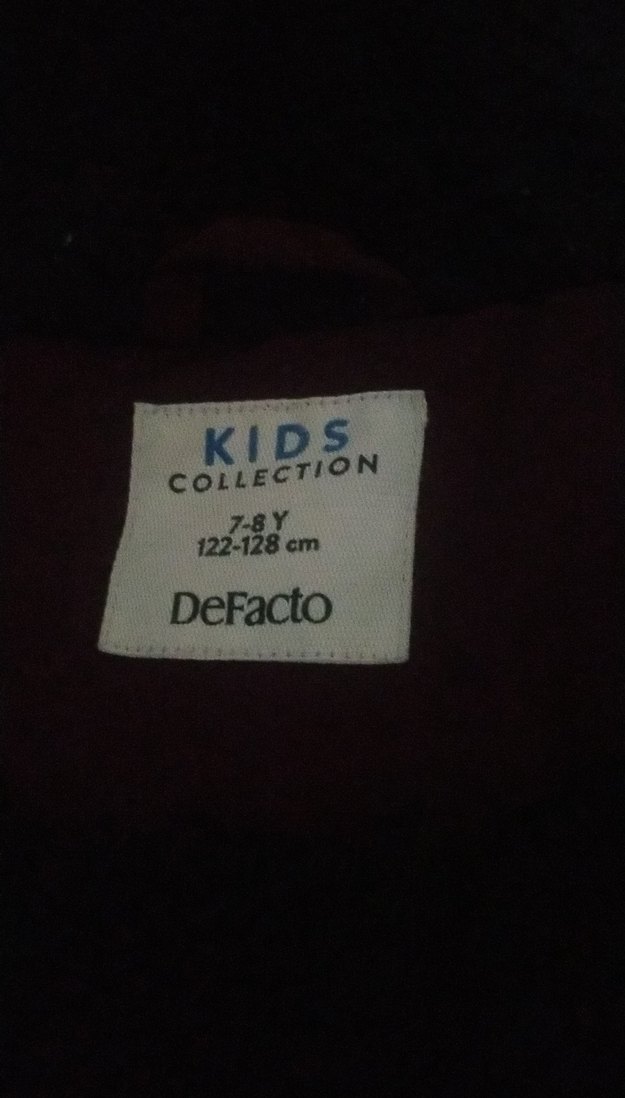 KIDS
COLLECTION
7-8 Y
122-128 cm
DeFacto